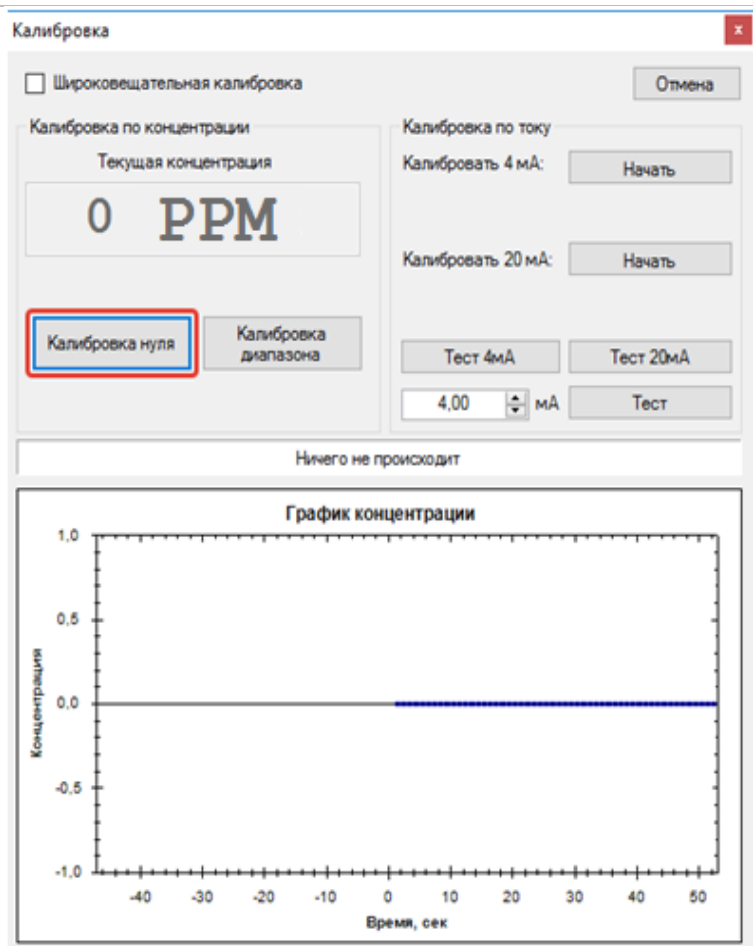 Калибровка
x
Широковещательная калибровка
Отмена
Калибровка по концентрации
Текущая концентрация
0 PPM
Калибровка нуля
Калибровка
диапазона
Калибровка по току
Калибровать 4 мА:
Начать
Калибровать 20 мА:
Начать
Тест 4мА
Тест 20мА
4,00
мА
Тест
Ничего не происходит
График концентрации
Концентрация
1,0
0,5
0,0
-0,5
-1,0
-40 -30 -20 -10 0 10 20 30 40 50
Время, сек